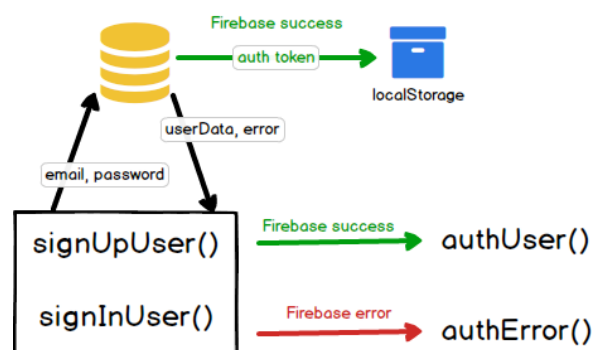 Firebase success
auth token
localStorage
userData, error
email, password
signUpUser()
Firebase success
authUser()
signInUser()
Firebase error
authError()